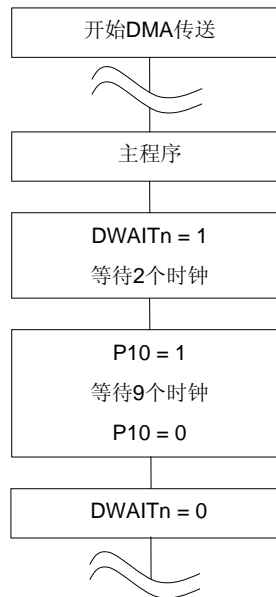 开始DMA传送
主程序
DWAITn = 1
等待2个时钟
P10 = 1
等待9个时钟
P10 = 0
DWAITn = 0